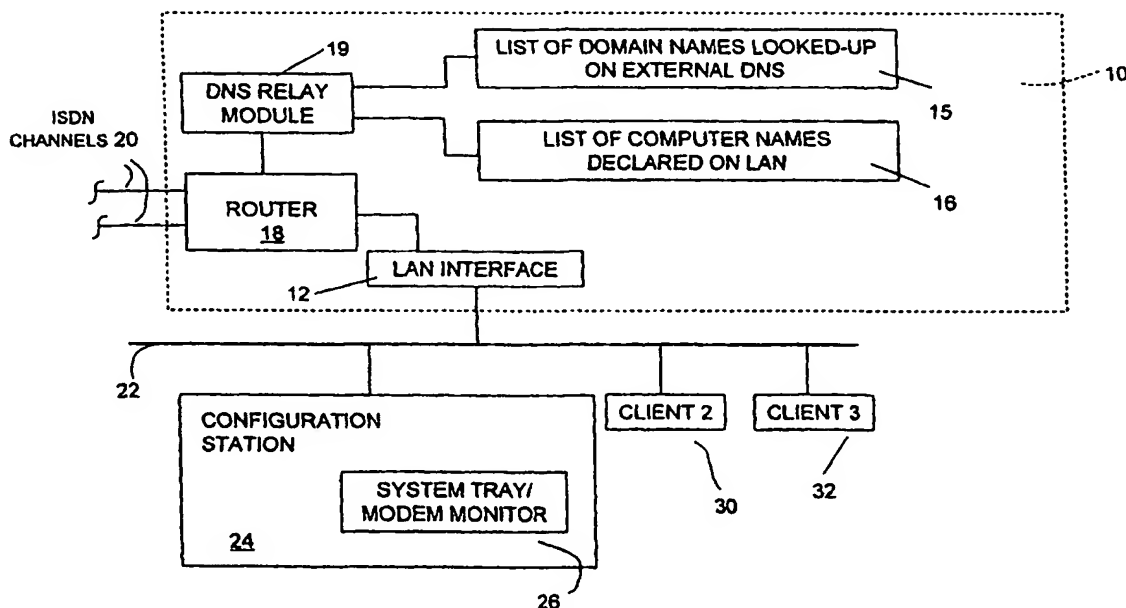 LIST OF DOMAIN NAMES LOOKED-UP
ON EXTERNAL DNS
19
10
DNS RELAY
MODULE
15
ISDN
CHANNELS 20
LIST OF COMPUTER NAMES
DECLARED ON LAN
16
ROUTER
18
LAN INTERFACE
12
22
CONFIGURATION
STATION
CLIENT 2
CLIENT 3
30
32
SYSTEM TRAY/
MODEM MONITOR
24
26